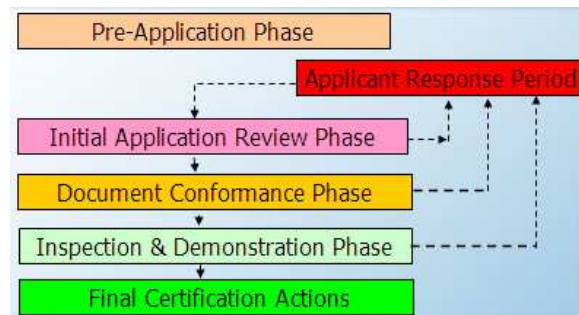 Pre-Application Phase
Applicant Response Period
Initial Application Review Phase
Document Conformance Phase
Inspection & Demonstration Phase
Final Certification Actions